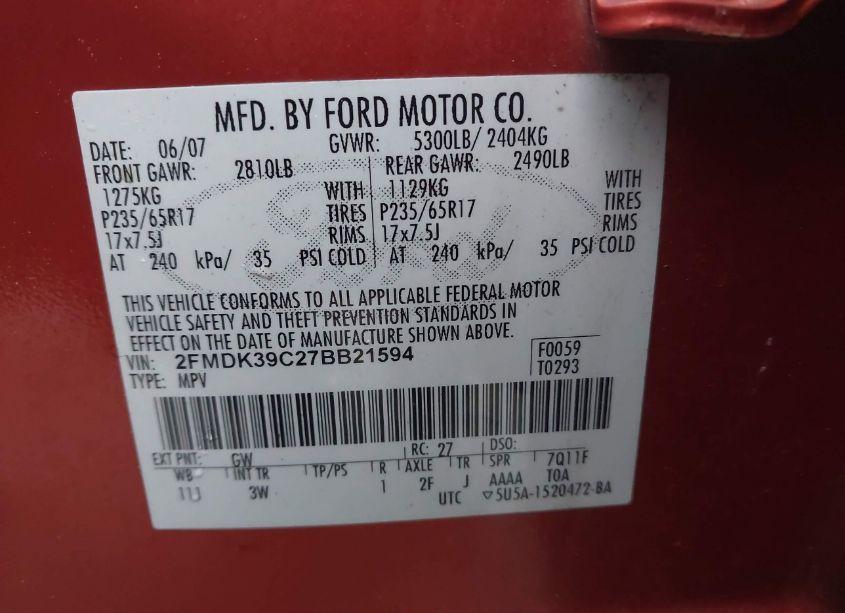 MFD. BY FORD MOTOR CO.
DATE: 06/07 GVWR: 5300LB/ 2404KG
FRONT GAWR: 2810LB REAR GAWR: 2490LB
1275KG WITH 1129KG WITH
P235/65R17 TIRES P235/65R17 TIRES
17x7.5J RIMS 17x7.5J RIMS
AT 240 kPa/ 35 PSI COLD AT 240 kPa/ 35 PSI COLD
Ford
THIS VEHICLE CONFORMS TO ALL APPLICABLE FEDERAL MOTOR
VEHICLE SAFETY AND THEFT PREVENTION STANDARDS IN
EFFECT ON THE DATE OF MANUFACTURE SHOWN ABOVE.
VIN: 2FMDK39C27BB21594 F0059
TYPE: MPV T0293
EXT PNT: GW RC: 27 DSO:
WB INT TR TP/PS R AXLE TR SPR 7Q11F
11J 3W 1 2F J AAAA T0A
UTC ▽5U5A-1520472-BA